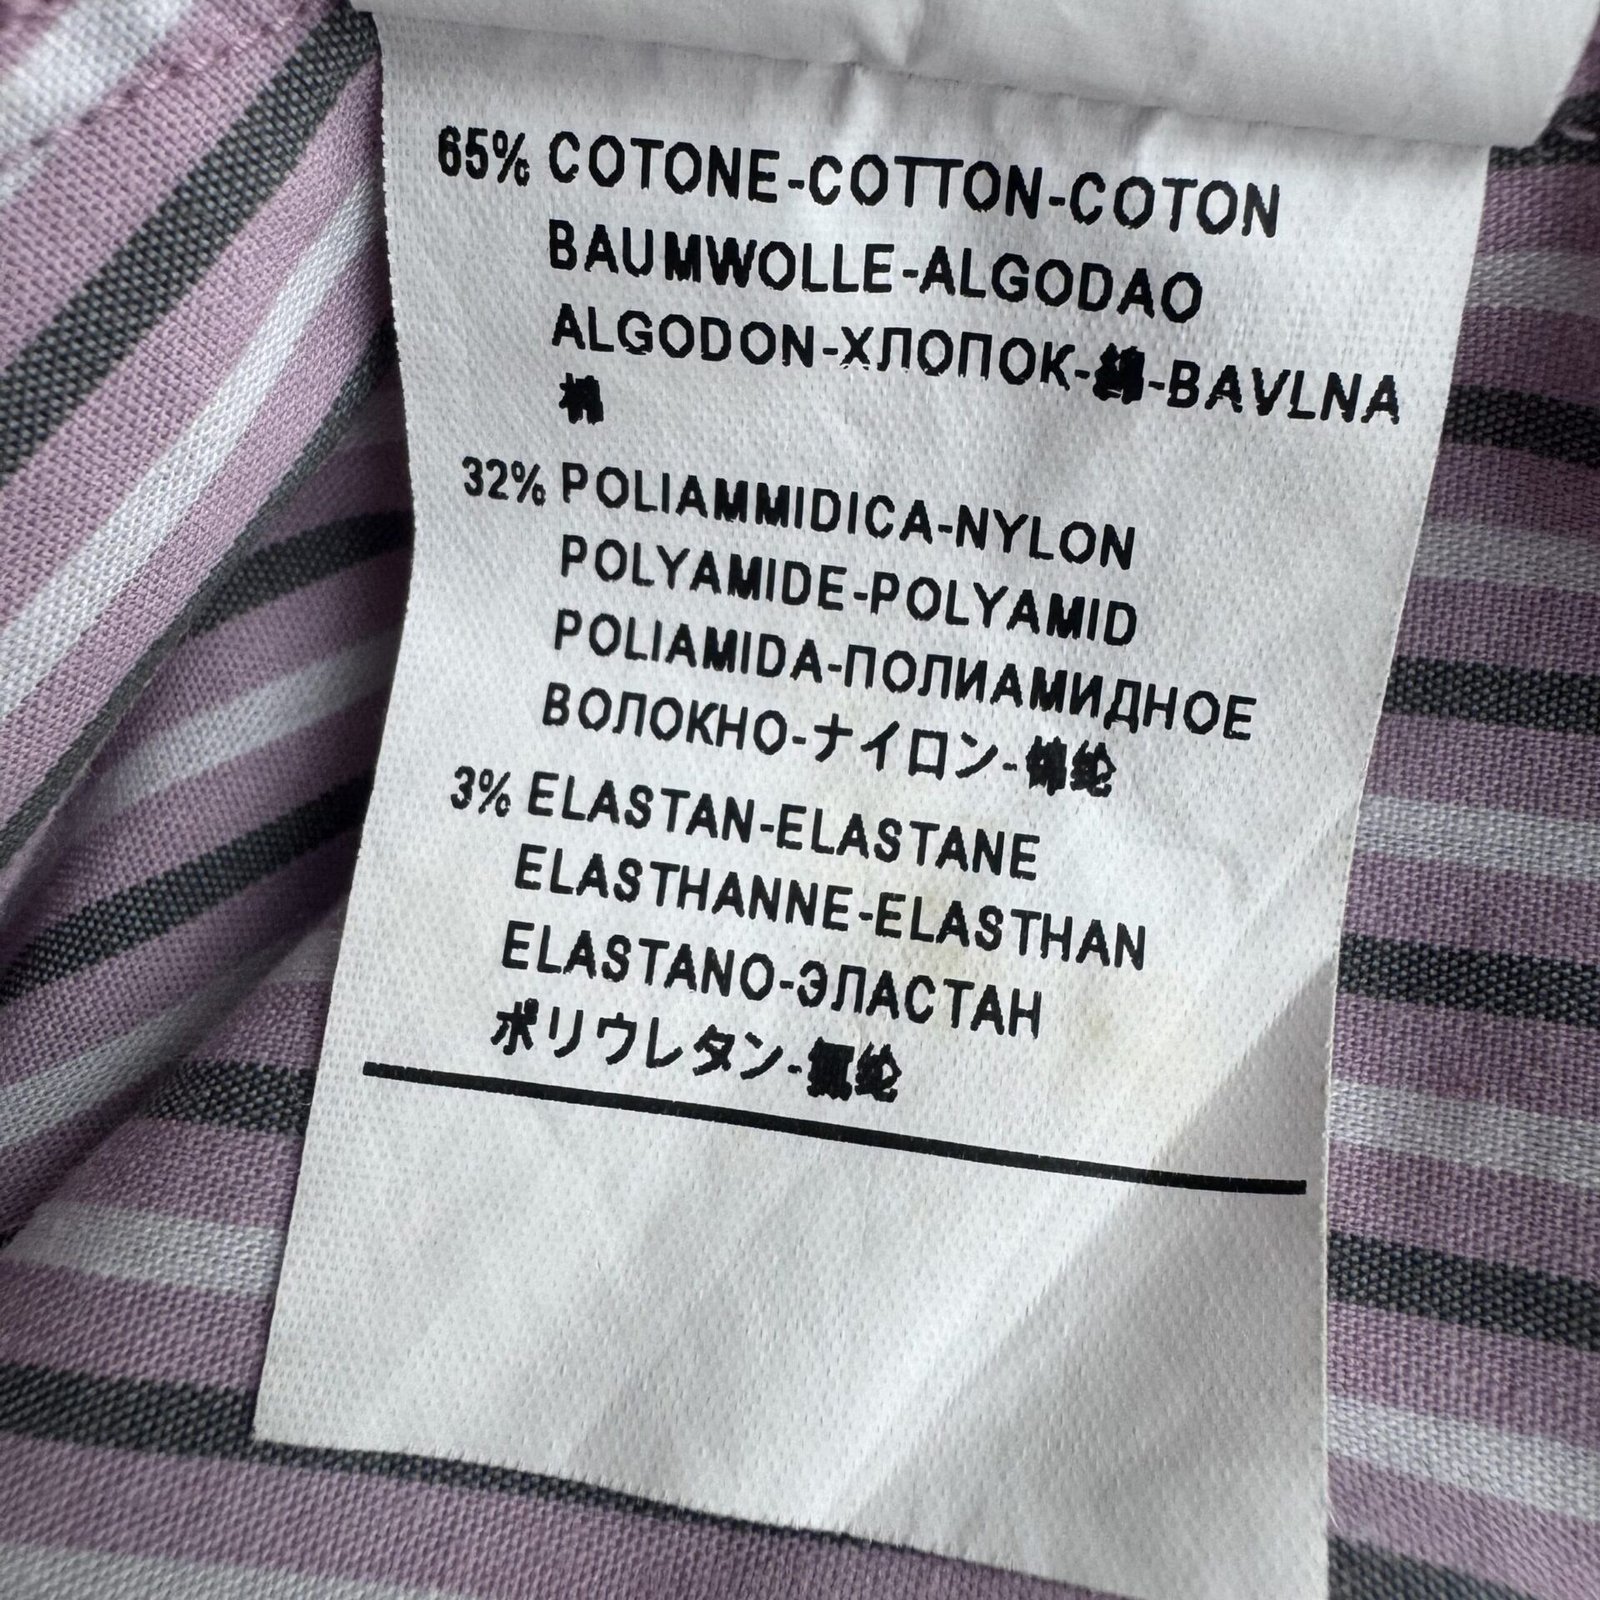 65% COTONE-COTTON-COTON
BAUMWOLLE-ALGODAO
ALGODON-ХЛОПОК-綿-BAVLNA
棉
32% POLIAMMIDICA-NYLON
POLYAMIDE-POLYAMID
POLIAMIDA-ПОЛИАМИДНОЕ
ВОЛОКНО-ナイロン-锦纶
3% ELASTAN-ELASTANE
ELASTHANNE-ELASTHAN
ELASTANO-ЭЛАСТАН
ポリウレタン-氨纶